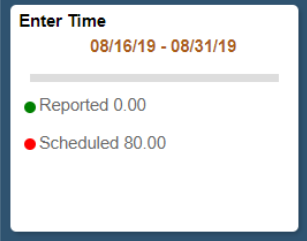 Enter Time
08/16/19 - 08/31/19
Reported 0.00
Scheduled 80.00